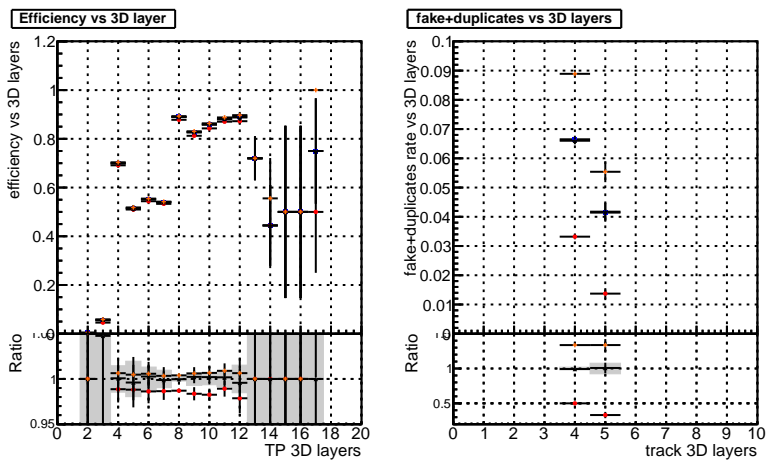 Efficiency vs 3D layer
efficiency vs 3D layers
1.2
1
0.8
0.6
0.4
0.2
0
Ratio
1
0.95
0 2 4 6 8 10 12 14 16 18 20
TP 3D layers
fake+duplicates vs 3D layers
fake+duplicates rate vs 3D layers
0.1
0.09
0.08
0.07
0.06
0.05
0.04
0.03
0.02
0.01
0
Ratio
1
0.5
0 1 2 3 4 5 6 7 8 9 10
track 3D layers